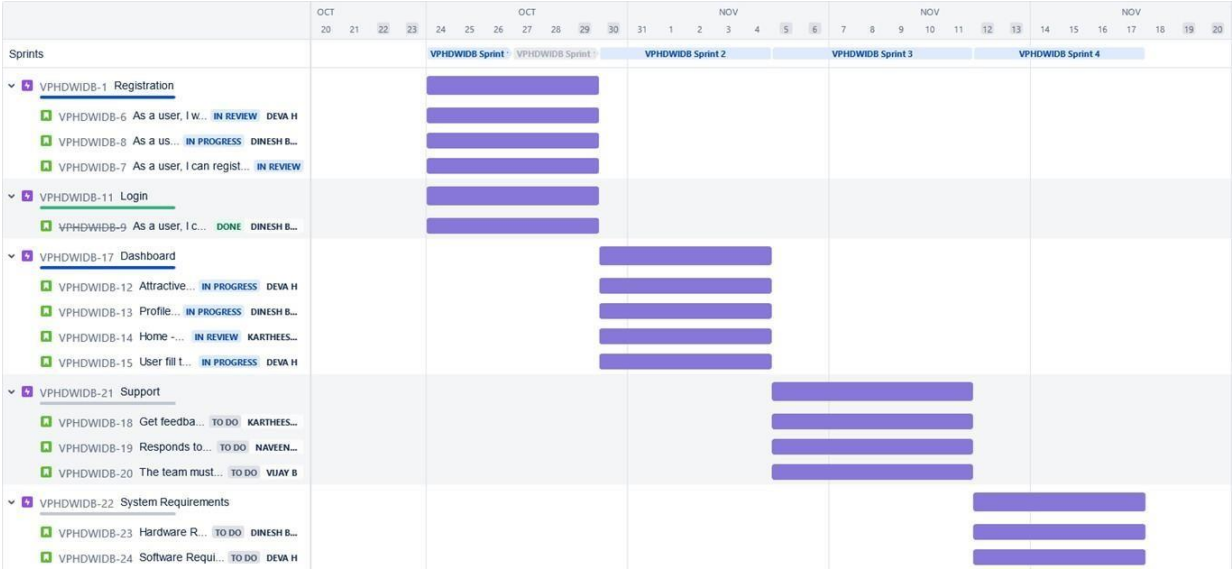 OCT OCT NOV NOV NOV
20 21 22 23 24 25 26 27 28 29 30 31 1 2 3 4 5 6 7 8 9 10 11 12 13 14 15 16 17 18 19 20
Sprints VPHDWIDB Sprint VPHDWIDB Sprint VPHDWIDB Sprint 2 VPHDWIDB Sprint 3 VPHDWIDB Sprint 4
VPHDWIDB-1 Registration
VPHDWIDB-6 As a user, I w... IN REVIEW DEVA H
VPHDWIDB-8 As a us... IN PROGRESS DINESH B...
VPHDWIDB-7 As a user, I can regist... IN REVIEW
VPHDWIDB-11 Login
VPHDWIDB-9 As a user, I c... DONE DINESH B...
VPHDWIDB-17 Dashboard
VPHDWIDB-12 Attractive... IN PROGRESS DEVA H
VPHDWIDB-13 Profile... IN PROGRESS DINESH B...
VPHDWIDB-14 Home -... IN REVIEW KARTHEES...
VPHDWIDB-15 User fill t... IN PROGRESS DEVA H
VPHDWIDB-21 Support
VPHDWIDB-18 Get feedba... TO DO KARTHEES...
VPHDWIDB-19 Responds to... TO DO NAVEEN...
VPHDWIDB-20 The team must... TO DO VIJAY B
VPHDWIDB-22 System Requirements
VPHDWIDB-23 Hardware R... TO DO DINESH B...
VPHDWIDB-24 Software Requi... TO DO DEVA H